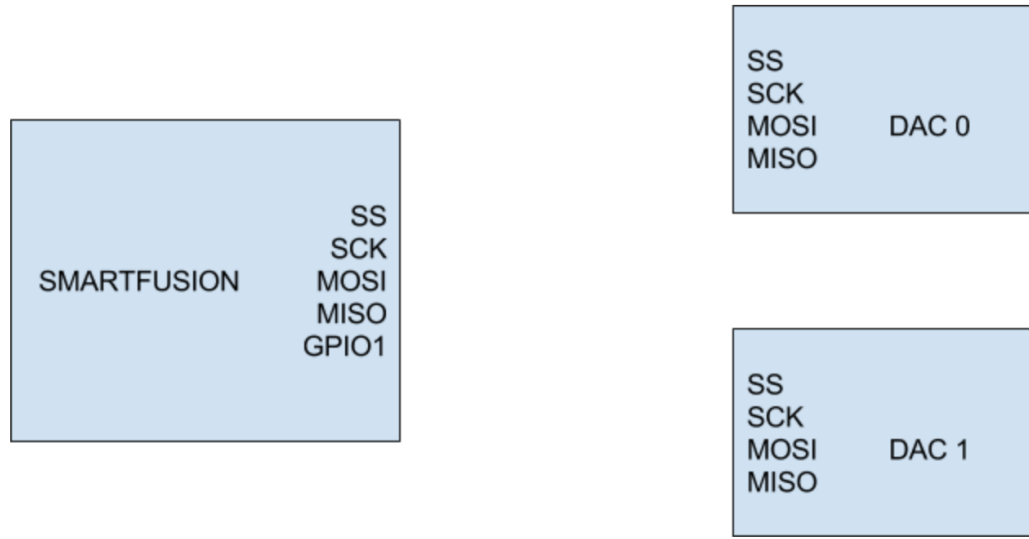 SS
SCK
SMARTFUSION MOSI
MISO
GPIO1
SS
SCK
MOSI DAC 0
MISO
SS
SCK
MOSI DAC 1
MISO